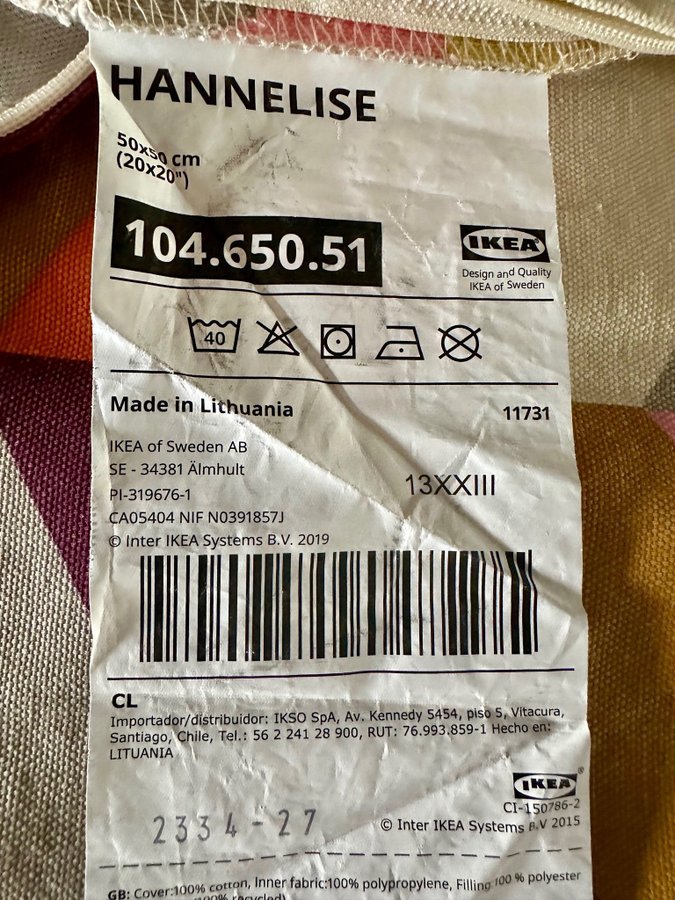 HANNELISE
50x50 cm
(20x20")
104.650.51
IKEA
Design and Quality
IKEA of Sweden
40
Made in Lithuania
11731
IKEA of Sweden AB
SE - 34381 Älmhult
PI-319676-1
13XXIII
CA05404 NIF N0391857J
© Inter IKEA Systems B.V. 2019
CL
Importador/distribuidor: IKSO SpA, Av. Kennedy 5454, piso 5, Vitacura,
Santiago, Chile, Tel.: 56 2 241 28 900, RUT: 76.993.859-1 Hecho en:
LITUANIA
IKEA®
CI-150786-2
2334-27
© Inter IKEA Systems B.V 2015
GB: Cover:100% cotton, Inner fabric:100% polypropylene, Filling:100 % polyester
(100% recycled)